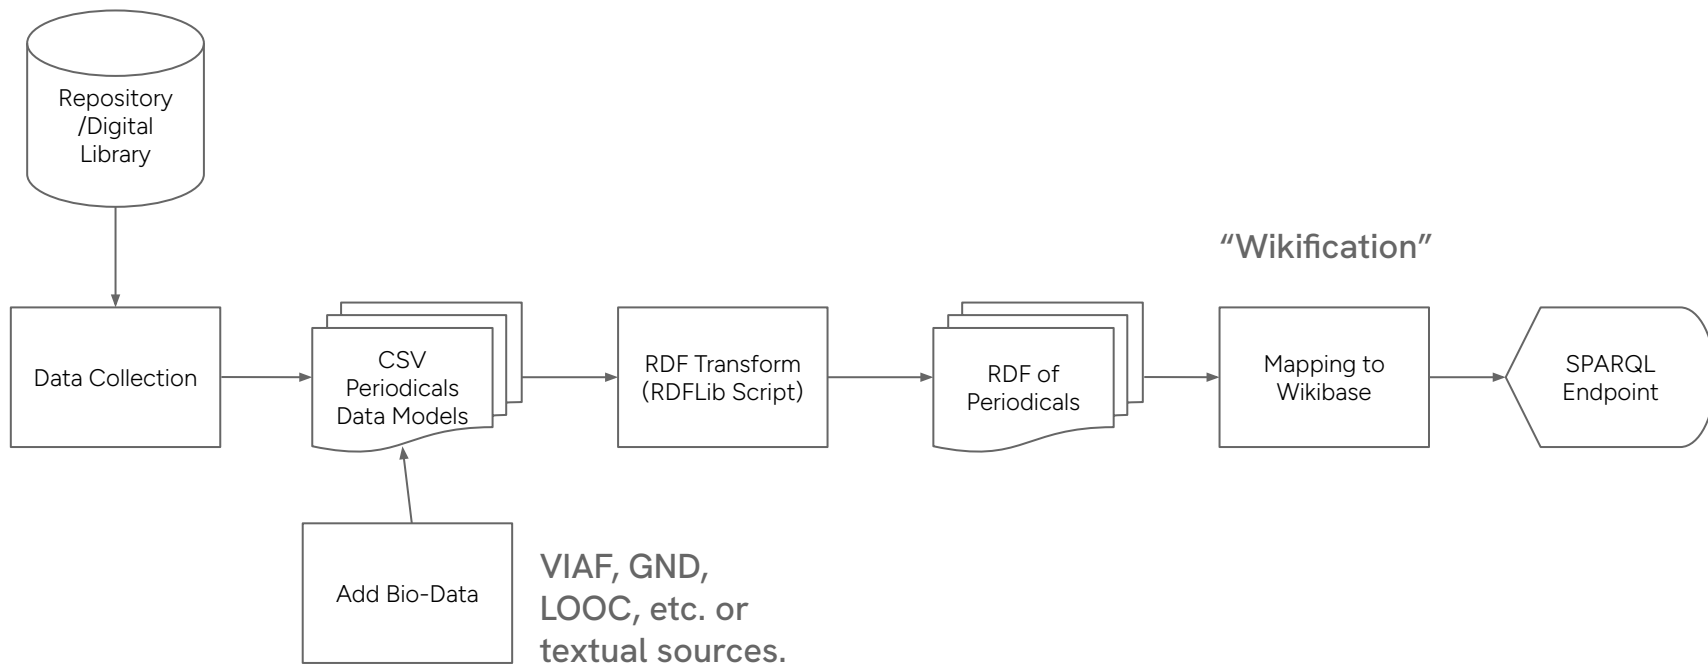 Repository
/Digital
Library
“Wikification”
Data Collection
CSV
Periodicals
Data Models
RDF Transform
(RDFLib Script)
RDF of
Periodicals
Mapping to
Wikibase
SPARQL
Endpoint
Add Bio-Data
VIAF, GND,
LOOC, etc. or
textual sources.